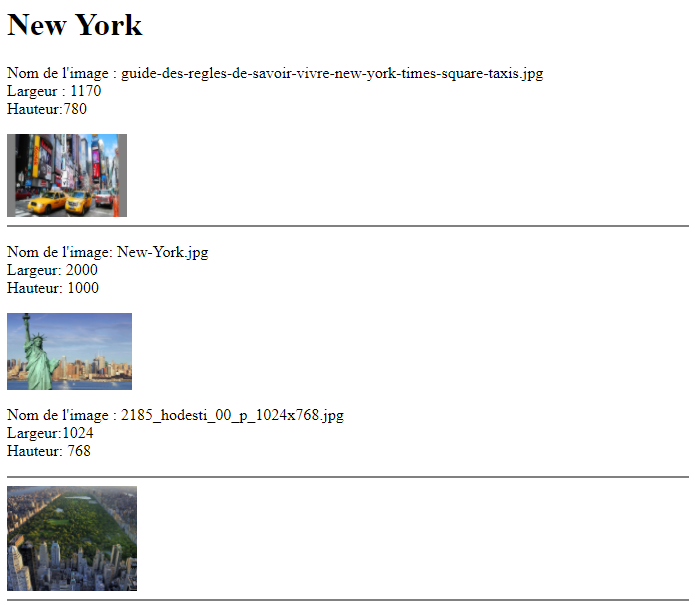 New York
Nom de l'image : guide-des-regles-de-savoir-vivre-new-york-times-square-taxis.jpg
Largeur : 1170
Hauteur:780
Nom de l'image: New-York.jpg
Largeur: 2000
Hauteur: 1000
Nom de l'image : 2185_hodesti_00_p_1024x768.jpg
Largeur:1024
Hauteur: 768